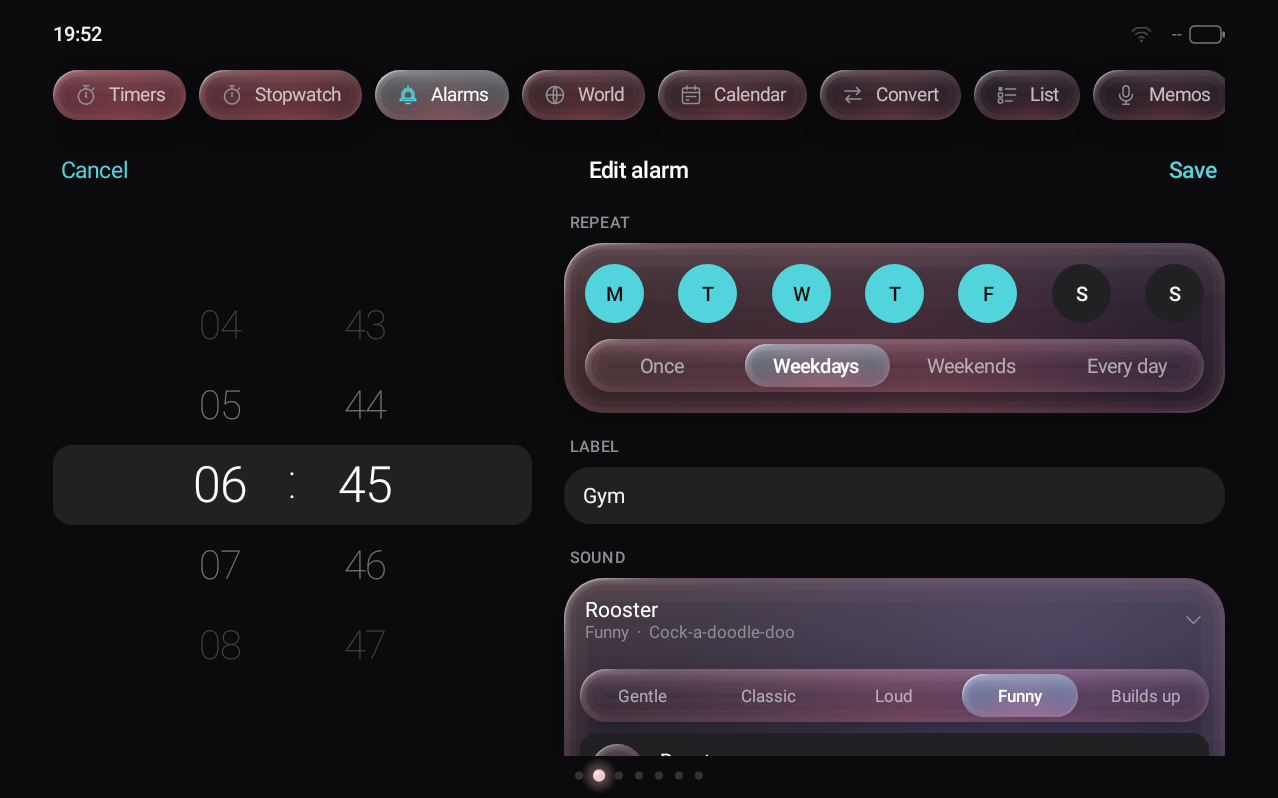 19:52
--
Timers Stopwatch Alarms World Calendar Convert List Memos
Cancel
Edit alarm
Save
04 43
05 44
06 : 45
07 46
08 47
REPEAT
M T W T F S S
Once Weekdays Weekends Every day
LABEL
Gym
SOUND
Rooster
Funny · Cock-a-doodle-doo
Gentle Classic Loud Funny Builds up